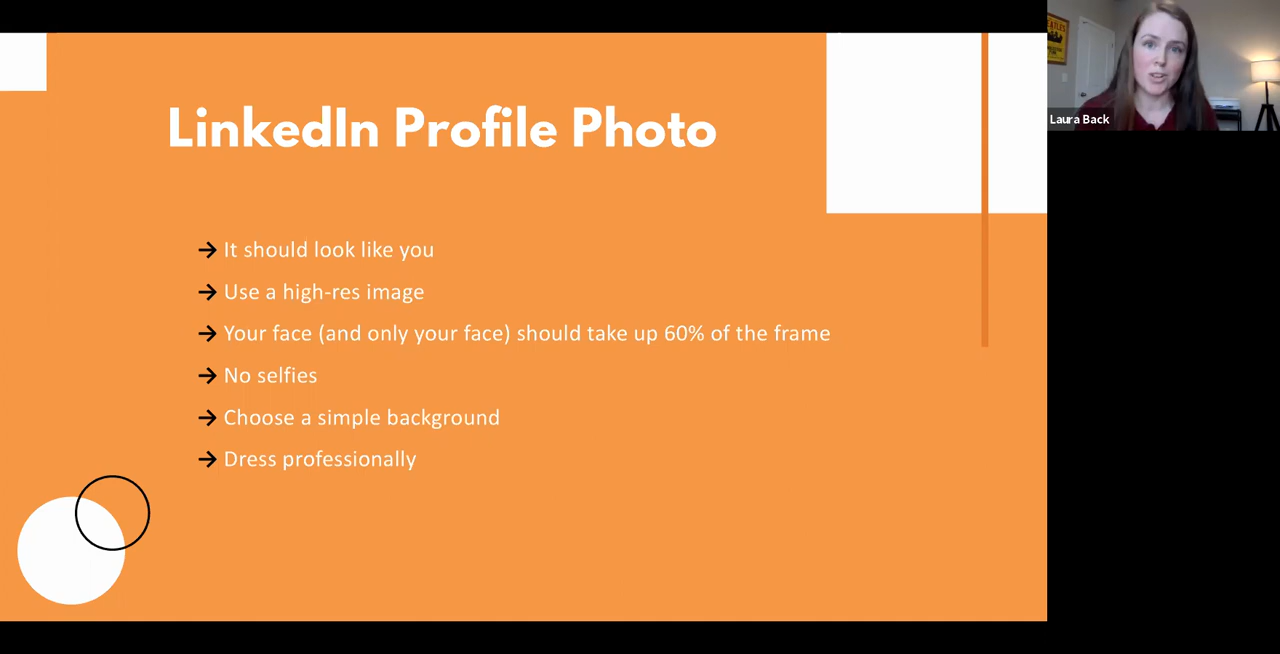 LinkedIn Profile Photo
→ It should look like you
→ Use a high-res image
→ Your face (and only your face) should take up 60% of the frame
→ No selfies
→ Choose a simple background
→ Dress professionally
Laura Back